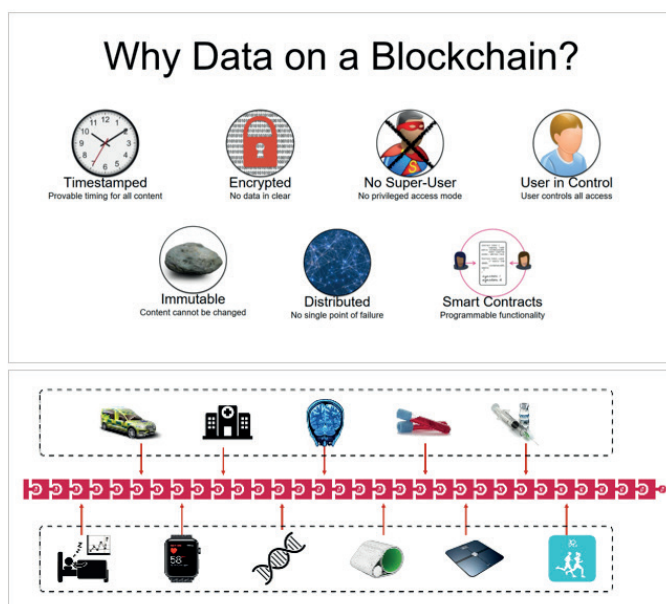 Why Data on a Blockchain?
Timestamped
Provable timing for all content
Encrypted
No data in clear
No Super-User
No privileged access mode
User in Control
User controls all access
Immutable
Content cannot be changed
Distributed
No single point of failure
Smart Contracts
Programmable functionality
58